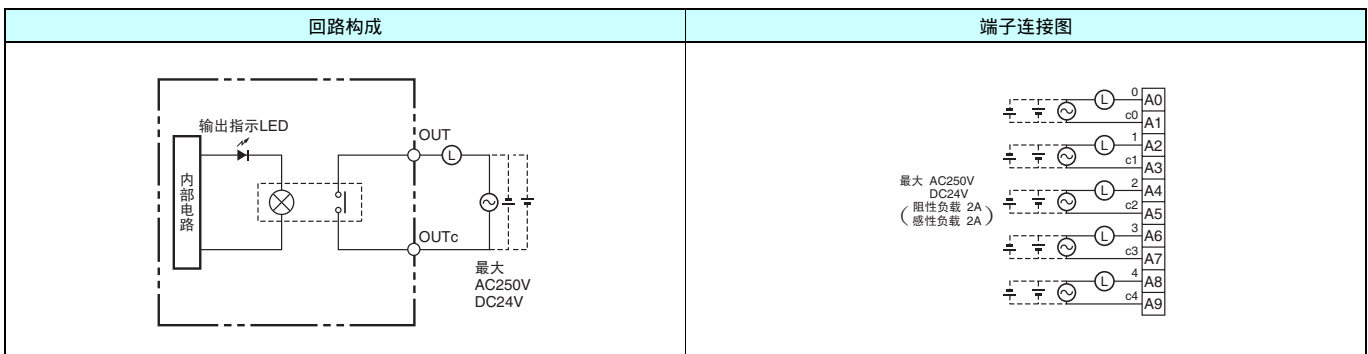 回路构成
端子连接图
输出指示LED
内部电路
OUT
L
OUTc
最大
AC250V
DC24V
最大 AC250V
DC24V
(阻性负载 2A
感性负载 2A)
L 0 A0
c0 A1
L 1 A2
c1 A3
L 2 A4
c2 A5
L 3 A6
c3 A7
L 4 A8
c4 A9